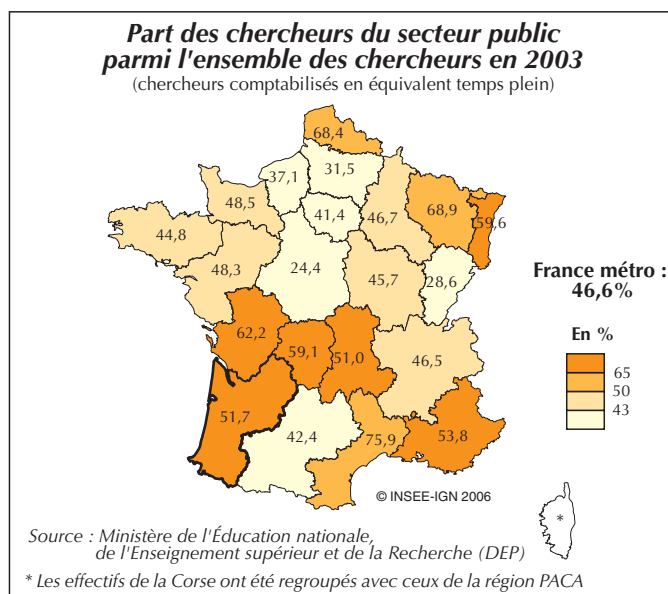 Part des chercheurs du secteur public
parmi l'ensemble des chercheurs en 2003
(chercheurs comptabilisés en équivalent temps plein)
68,4
37,1
31,5
48,5
41,4
46,7
68,9
59,6
44,8
48,3
24,4
45,7
28,6
France métro :
46,6%
62,2
59,1
51,0
46,5
En %
65
50
43
51,7
42,4
75,9
53,8
© INSEE-IGN 2006
*
Source : Ministère de l'Éducation nationale,
de l'Enseignement supérieur et de la Recherche (DEP)
* Les effectifs de la Corse ont été regroupés avec ceux de la région PACA